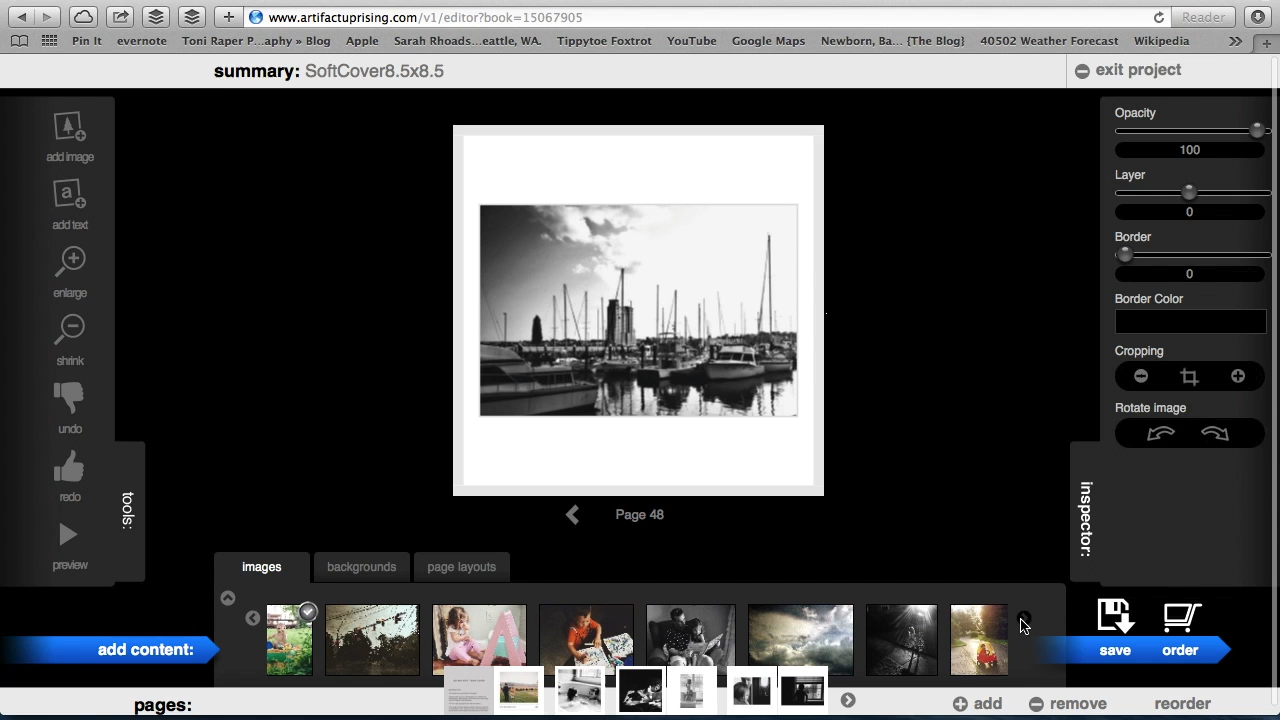 www.artifactuprising.com/v1/editor?book=15067905
Reader
Pin It evernote Toni Raper P...aphy » Blog Apple Sarah Rhoads...eattle, WA. Tippytoe Foxtrot YouTube Google Maps Newborn, Ba... {The Blog} 40502 Weather Forecast Wikipedia
summary: SoftCover8.5x8.5
exit project
add image
a
add text
enlarge
shrink
undo
redo
preview
tools:
Opacity
100
Layer
0
Border
0
Border Color
Cropping
Rotate image
inspector:
Page 48
images backgrounds page layouts
add content:
save order
pages:
add remove reorder